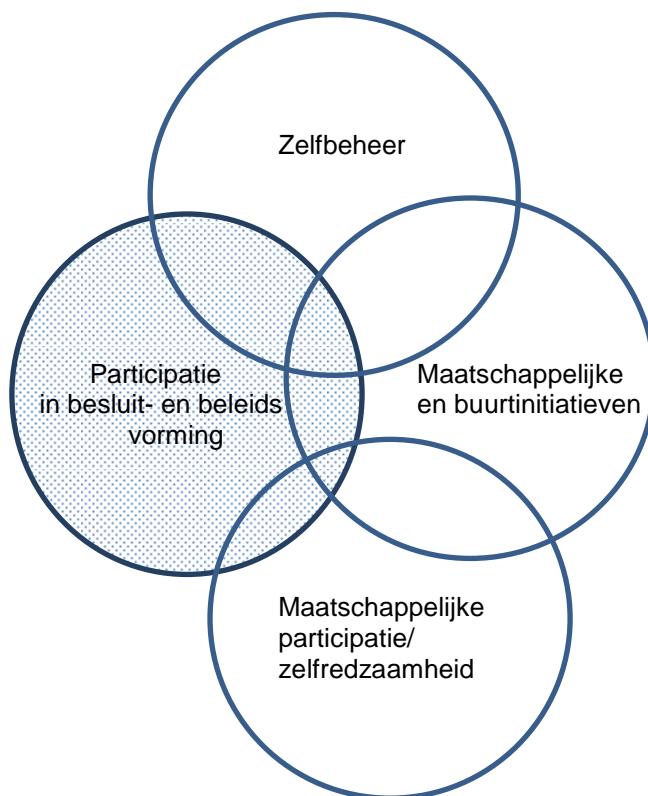 Zelfbeheer
Participatie
in besluit- en beleids
vorming
Maatschappelijke
en buurtinitiatieven
Maatschappelijke
participatie/
zelfredzaamheid